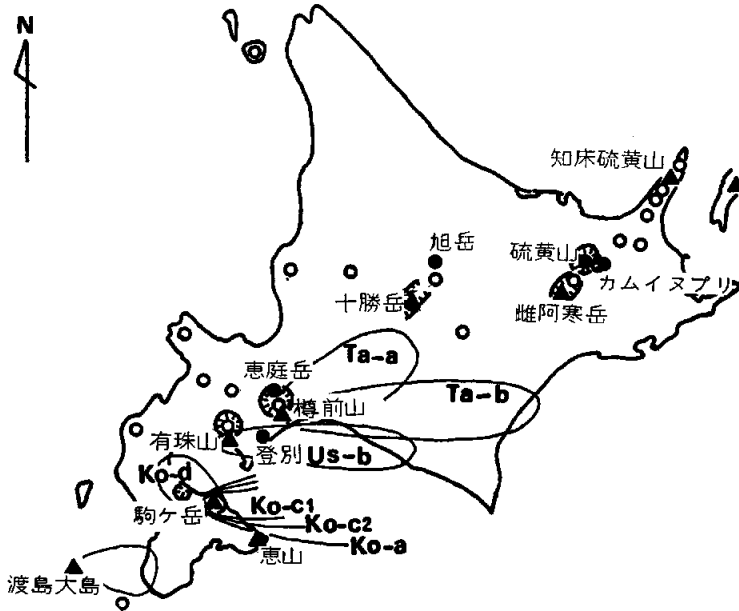 N
知床硫黄山
旭岳
硫黄山
カムイヌプリ
十勝岳
雌阿寒岳
Ta-a
恵庭岳
Ta-b
樽前山
有珠山
登別
Us-b
Ko-d
駒ケ岳
Ko-c1
Ko-c2
Ko-a
恵山
渡島大島